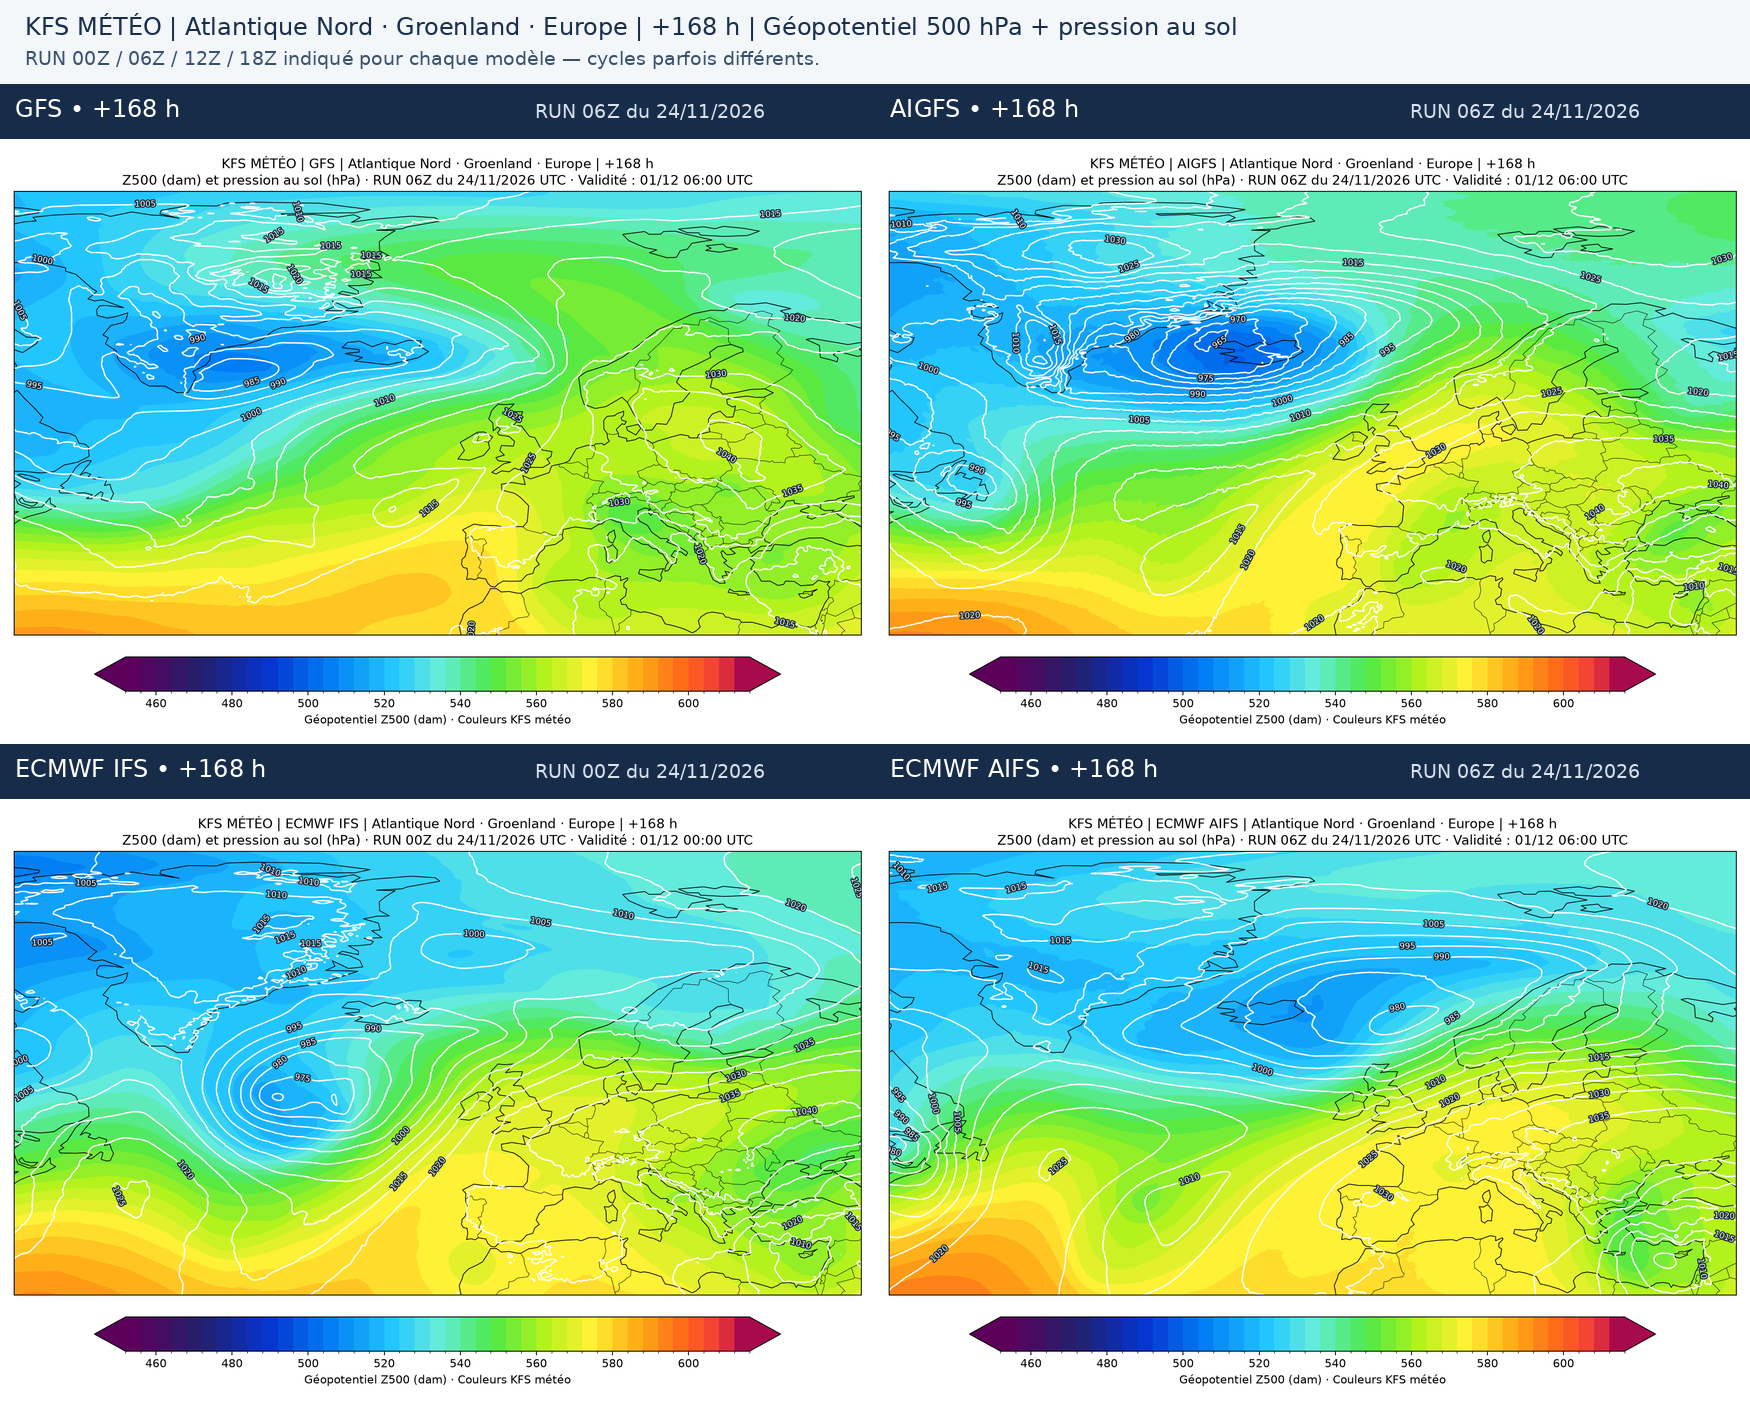 KFS MÉTÉO | Atlantique Nord · Groenland · Europe | +168 h | Géopotentiel 500 hPa + pression au sol
RUN 00Z / 06Z / 12Z / 18Z indiqué pour chaque modèle — cycles parfois différents.
GFS • +168 h
RUN 06Z du 24/11/2026
KFS MÉTÉO | GFS | Atlantique Nord · Groenland · Europe | +168 h
Z500 (dam) et pression au sol (hPa) · RUN 06Z du 24/11/2026 UTC · Validité : 01/12 06:00 UTC
460 480 500 520 540 560 580 600
Géopotentiel Z500 (dam) · Couleurs KFS météo
AIGFS • +168 h
RUN 06Z du 24/11/2026
KFS MÉTÉO | AIGFS | Atlantique Nord · Groenland · Europe | +168 h
Z500 (dam) et pression au sol (hPa) · RUN 06Z du 24/11/2026 UTC · Validité : 01/12 06:00 UTC
460 480 500 520 540 560 580 600
Géopotentiel Z500 (dam) · Couleurs KFS météo
ECMWF IFS • +168 h
RUN 00Z du 24/11/2026
KFS MÉTÉO | ECMWF IFS | Atlantique Nord · Groenland · Europe | +168 h
Z500 (dam) et pression au sol (hPa) · RUN 00Z du 24/11/2026 UTC · Validité : 01/12 00:00 UTC
460 480 500 520 540 560 580 600
Géopotentiel Z500 (dam) · Couleurs KFS météo
ECMWF AIFS • +168 h
RUN 06Z du 24/11/2026
KFS MÉTÉO | ECMWF AIFS | Atlantique Nord · Groenland · Europe | +168 h
Z500 (dam) et pression au sol (hPa) · RUN 06Z du 24/11/2026 UTC · Validité : 01/12 06:00 UTC
460 480 500 520 540 560 580 600
Géopotentiel Z500 (dam) · Couleurs KFS météo